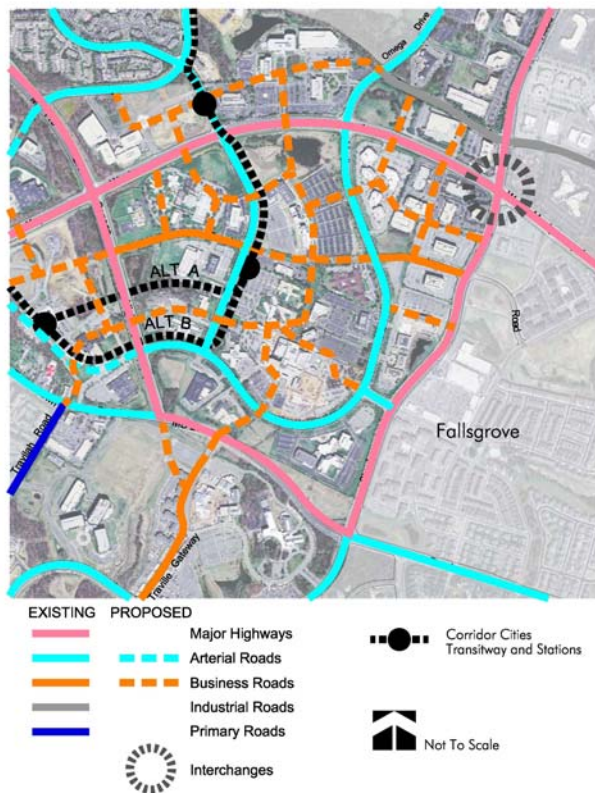 Omega Drive
ALT A
ALT B
Road
Fallsgrove
Travilah Road
Traville Gateway
EXISTING PROPOSED
Major Highways
Arterial Roads
Business Roads
Industrial Roads
Primary Roads
Interchanges
Corridor Cities
Transitway and Stations
Not To Scale